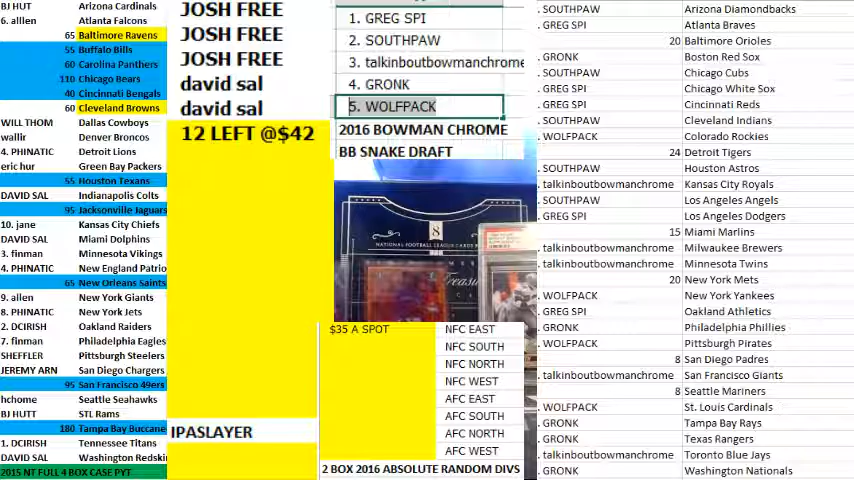 BJ HUT Arizona Cardinals
6. alllen Atlanta Falcons
65 Baltimore Ravens
55 Buffalo Bills
60 Carolina Panthers
110 Chicago Bears
40 Cincinnati Bengals
60 Cleveland Browns
WILL THOM Dallas Cowboys
wallir Denver Broncos
4. PHINATIC Detroit Lions
eric hur Green Bay Packers
55 Houston Texans
DAVID SAL Indianapolis Colts
95 Jacksonville Jaguars
10. jane Kansas City Chiefs
DAVID SAL Miami Dolphins
3. finman Minnesota Vikings
4. PHINATIC New England Patrio
65 New Orleans Saints
9. allen New York Giants
8. PHINATIC New York Jets
2. DCIRISH Oakland Raiders
7. finman Philadelphia Eagles
SHEFFLER Pittsburgh Steelers
JEREMY ARN San Diego Chargers
95 San Francisco 49ers
hchome Seattle Seahawks
BJ HUTT STL Rams
180 Tampa Bay Buccane
1. DCIRISH Tennessee Titans
DAVID SAL Washington Redskin
2015 NT FULL 4 BOX CASE PYT
JOSH FREE
JOSH FREE
JOSH FREE
david sal
david sal
12 LEFT @$42
IPASLAYER
1. GREG SPI
2. SOUTHPAW
3. talkinboutbowmanchrome
4. GRONK
5. WOLFPACK
2016 BOWMAN CHROME
BB SNAKE DRAFT
8
NATIONAL FOOTBALL LEAGUE CARDS
Treasu
$35 A SPOT NFC EAST
NFC SOUTH
NFC NORTH
NFC WEST
AFC EAST
AFC SOUTH
AFC NORTH
AFC WEST
2 BOX 2016 ABSOLUTE RANDOM DIVS
. SOUTHPAW Arizona Diamondbacks
. GREG SPI Atlanta Braves
20 Baltimore Orioles
. GRONK Boston Red Sox
. SOUTHPAW Chicago Cubs
. GREG SPI Chicago White Sox
. GREG SPI Cincinnati Reds
. SOUTHPAW Cleveland Indians
. WOLFPACK Colorado Rockies
24 Detroit Tigers
. SOUTHPAW Houston Astros
. talkinboutbowmanchrome Kansas City Royals
. SOUTHPAW Los Angeles Angels
. GREG SPI Los Angeles Dodgers
15 Miami Marlins
. talkinboutbowmanchrome Milwaukee Brewers
. talkinboutbowmanchrome Minnesota Twins
20 New York Mets
. WOLFPACK New York Yankees
. GREG SPI Oakland Athletics
. GRONK Philadelphia Phillies
. WOLFPACK Pittsburgh Pirates
8 San Diego Padres
. talkinboutbowmanchrome San Francisco Giants
8 Seattle Mariners
. WOLFPACK St. Louis Cardinals
. GRONK Tampa Bay Rays
. GRONK Texas Rangers
. talkinboutbowmanchrome Toronto Blue Jays
. GRONK Washington Nationals